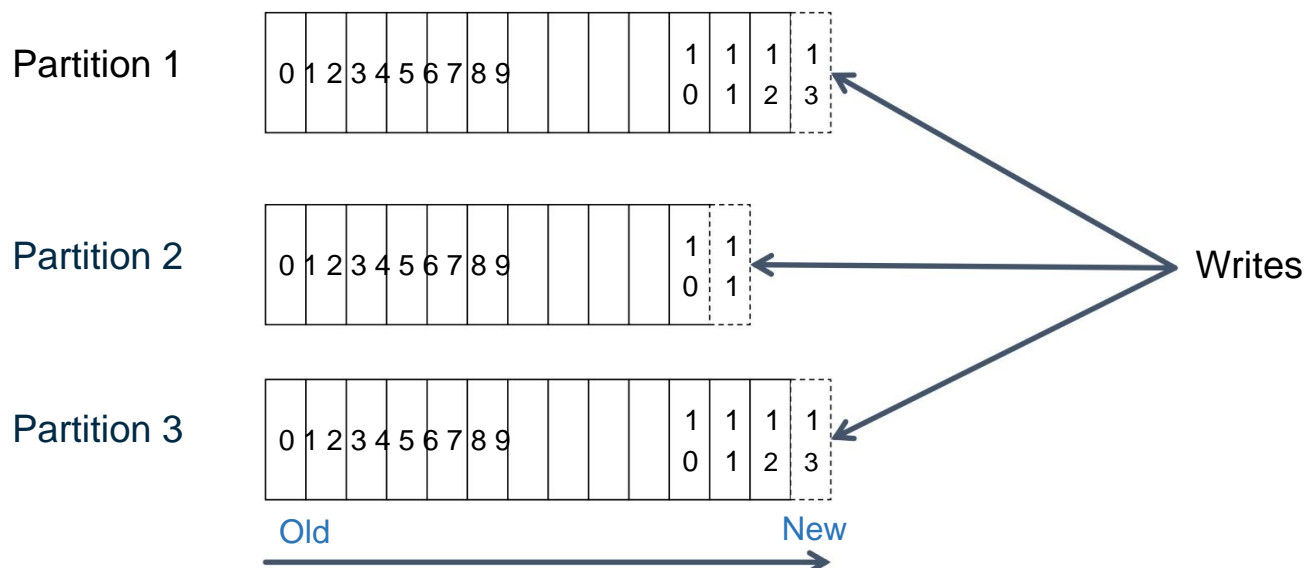 Partition 1
0 1 2 3 4 5 6 7 8 9 10 11 12 13
Partition 2
0 1 2 3 4 5 6 7 8 9 10 11
Writes
Partition 3
0 1 2 3 4 5 6 7 8 9 10 11 12 13
Old New